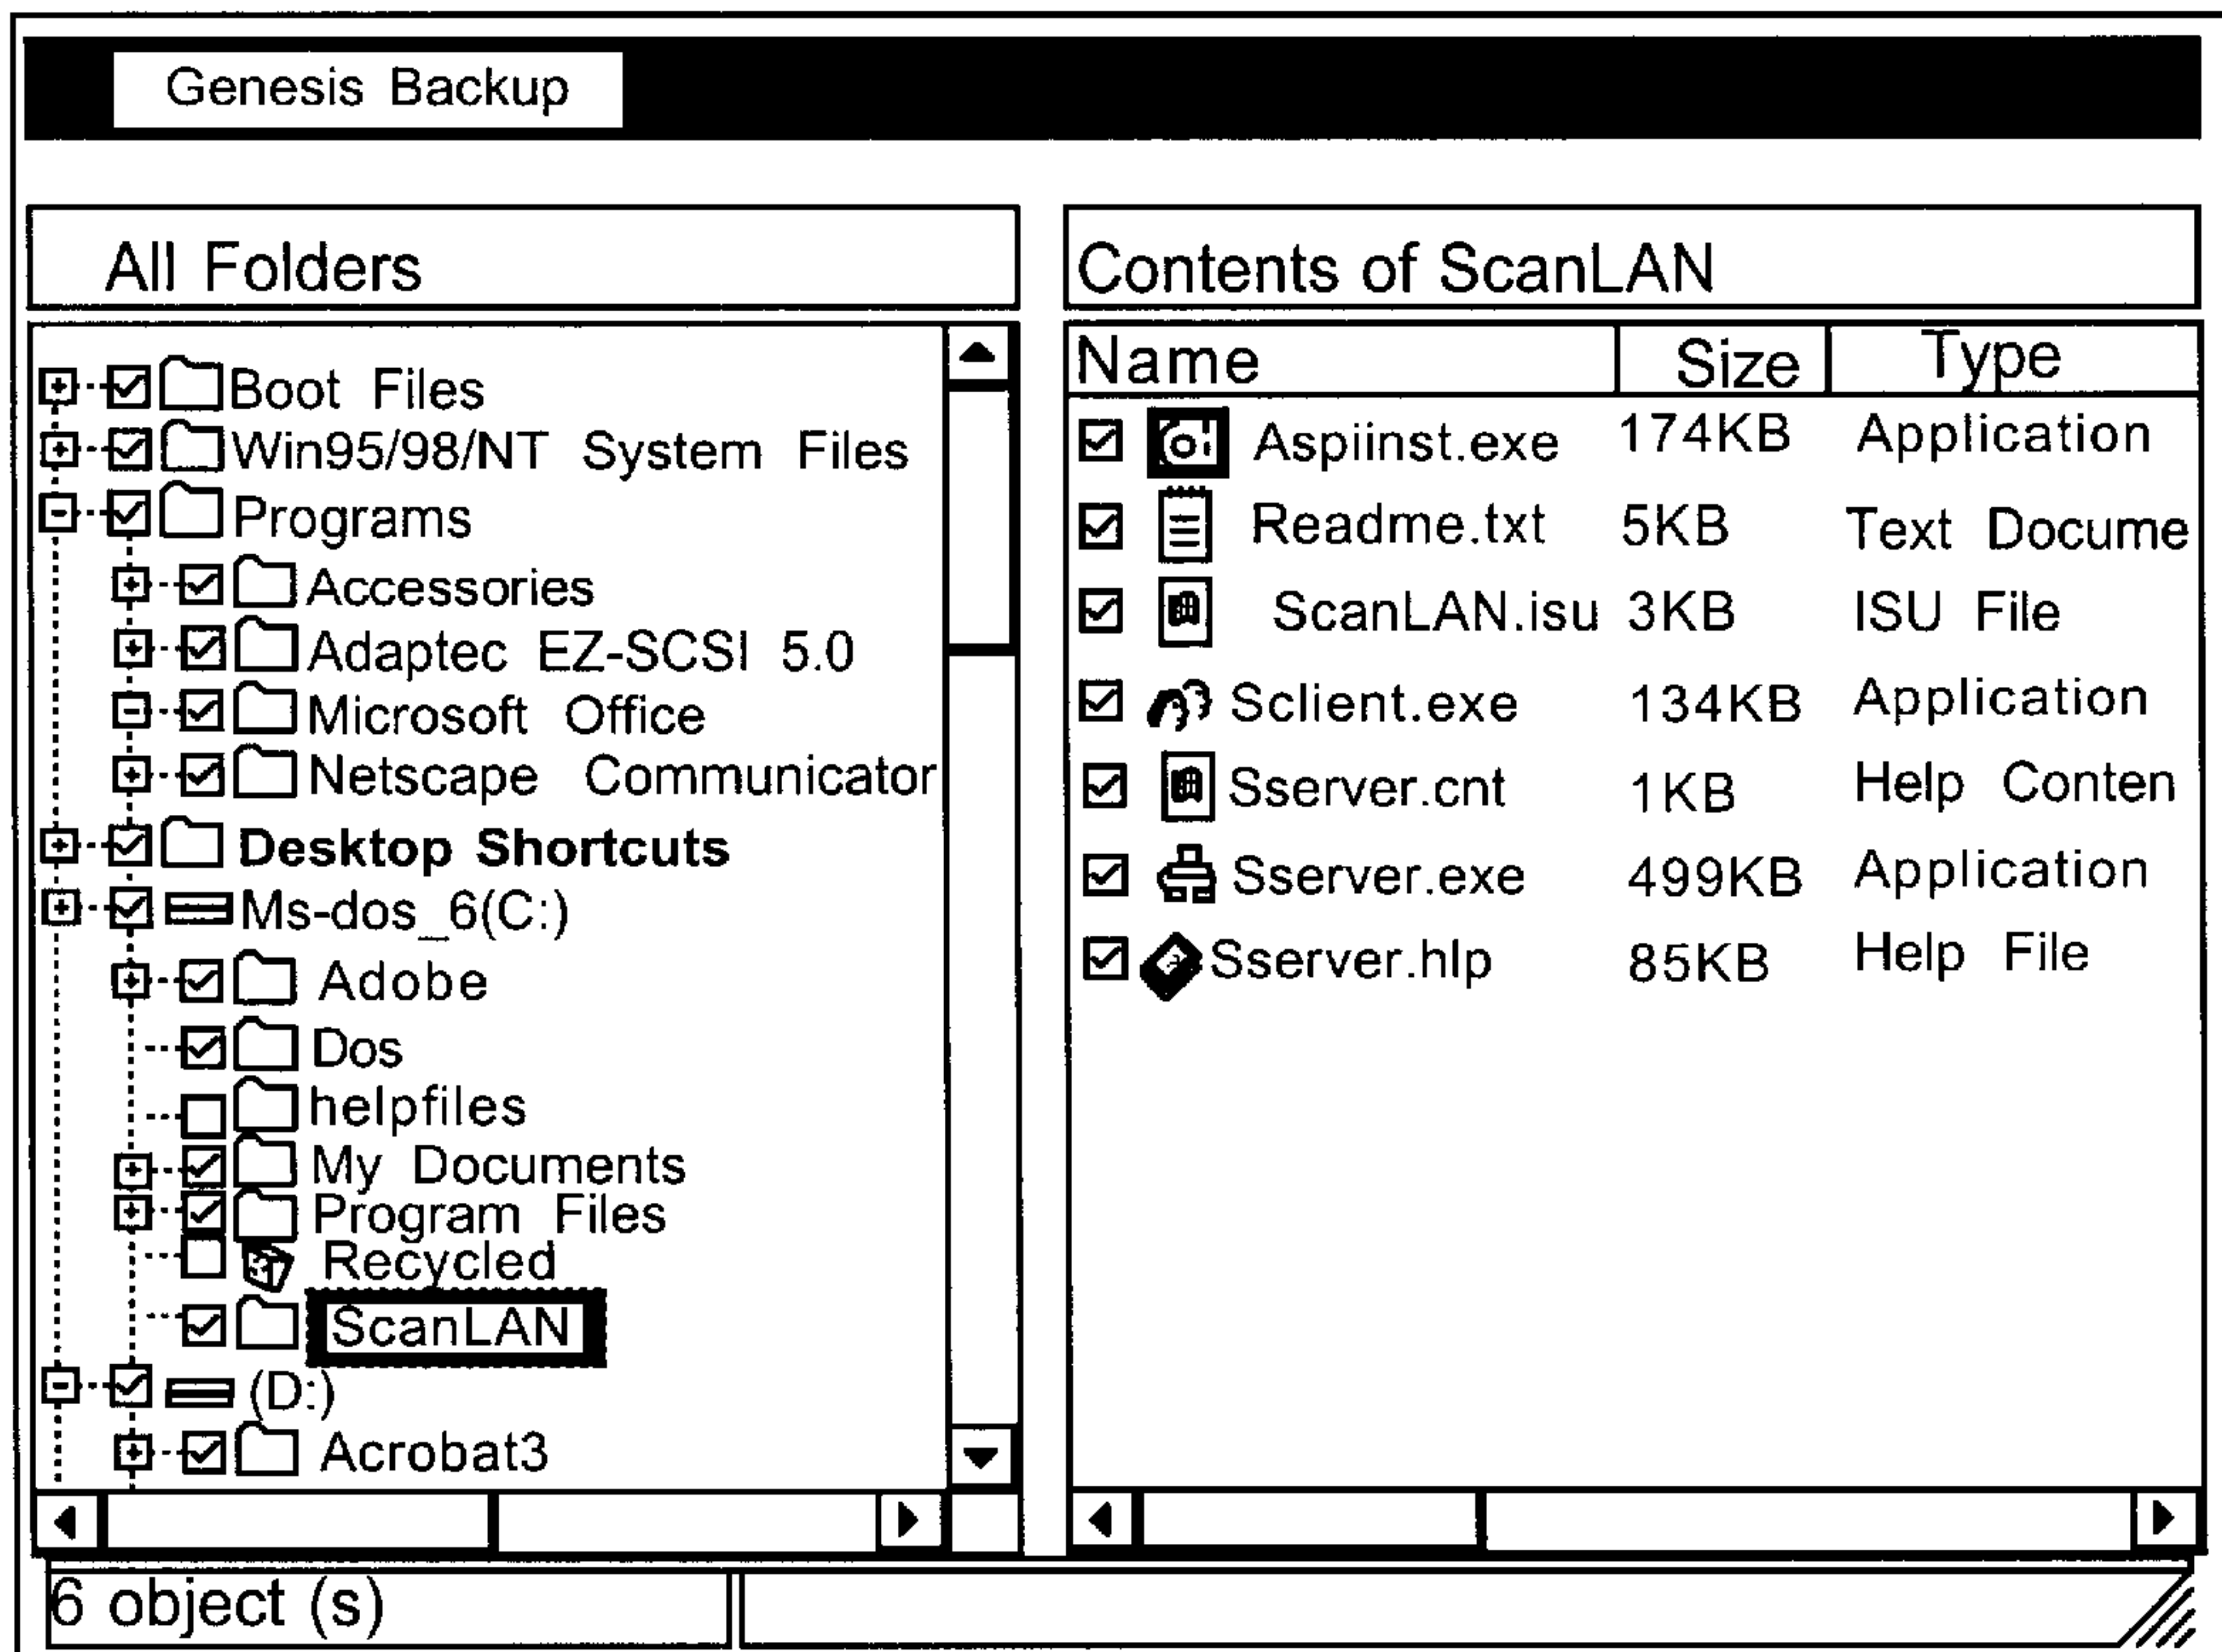 Genesis Backup
All Folders
Boot Files
Win95/98/NT System Files
Programs
Accessories
Adaptec EZ-SCSI 5.0
Microsoft Office
Netscape Communicator
Desktop Shortcuts
Ms-dos_6(C:)
Adobe
Dos
helpfiles
My Documents
Program Files
Recycled
ScanLAN
(D:)
Acrobat3
Contents of ScanLAN
Name Size Type
Aspiinst.exe 174KB Application
Readme.txt 5KB Text Docume
ScanLAN.isu 3KB ISU File
Sclient.exe 134KB Application
Sserver.cnt 1KB Help Conten
Sserver.exe 499KB Application
Sserver.hlp 85KB Help File
6 object (s)